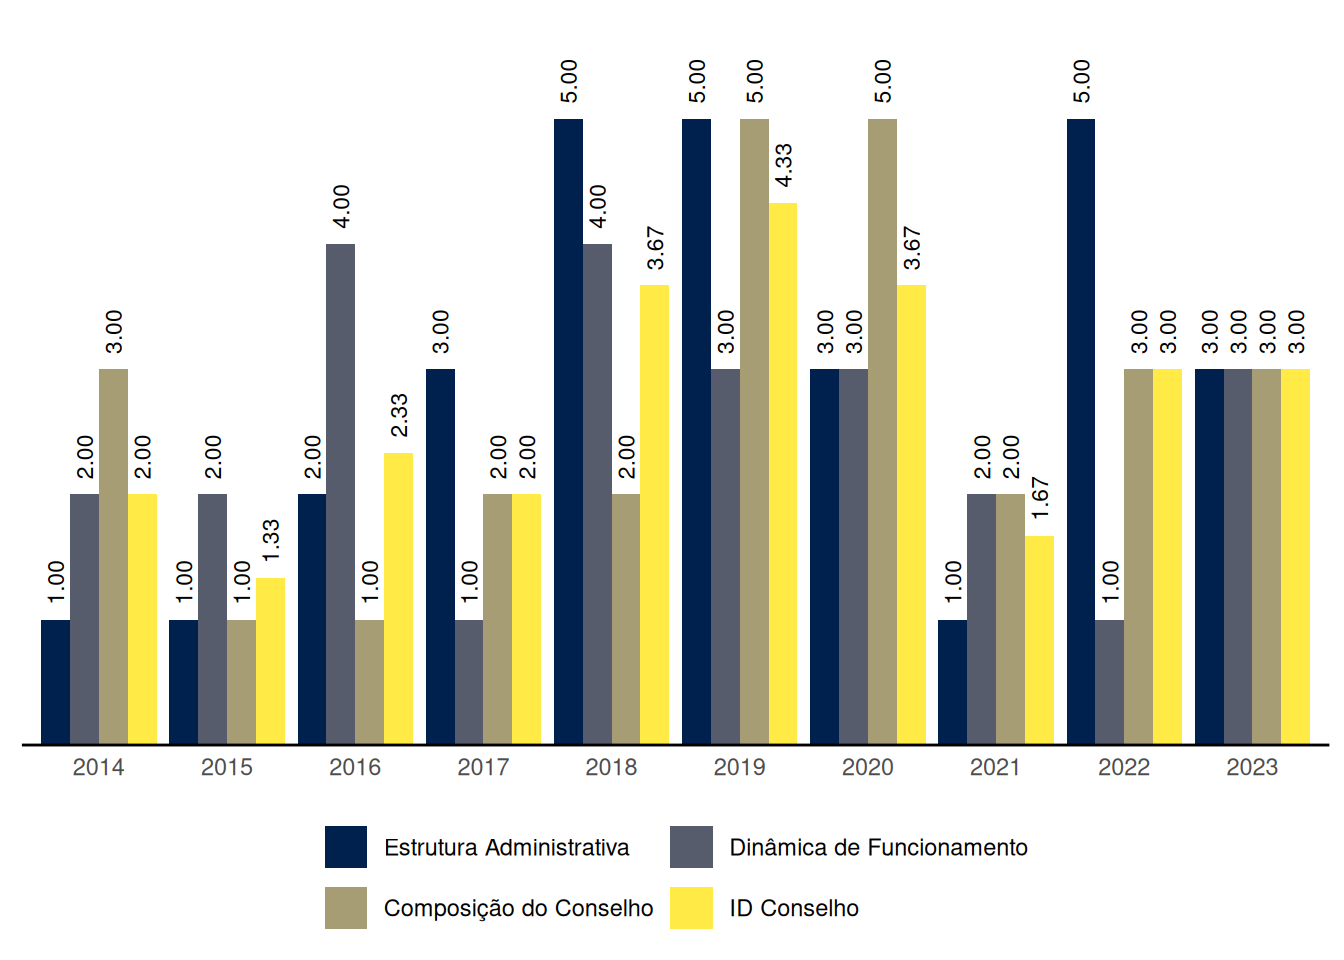 5.00 5.00 5.00 5.00 5.00
4.33
4.00 4.00 3.67 3.67
3.00 3.00 3.00 3.00 3.00 3.00 3.00 3.00 3.00 3.00 3.00
2.33
2.00 2.00 2.00 2.00 2.00 2.00 2.00 2.00 2.00
1.67
1.33
1.00 1.00 1.00 1.00 1.00 1.00 1.00
2014 2015 2016 2017 2018 2019 2020 2021 2022 2023
Estrutura Administrativa Dinâmica de Funcionamento
Composição do Conselho ID Conselho